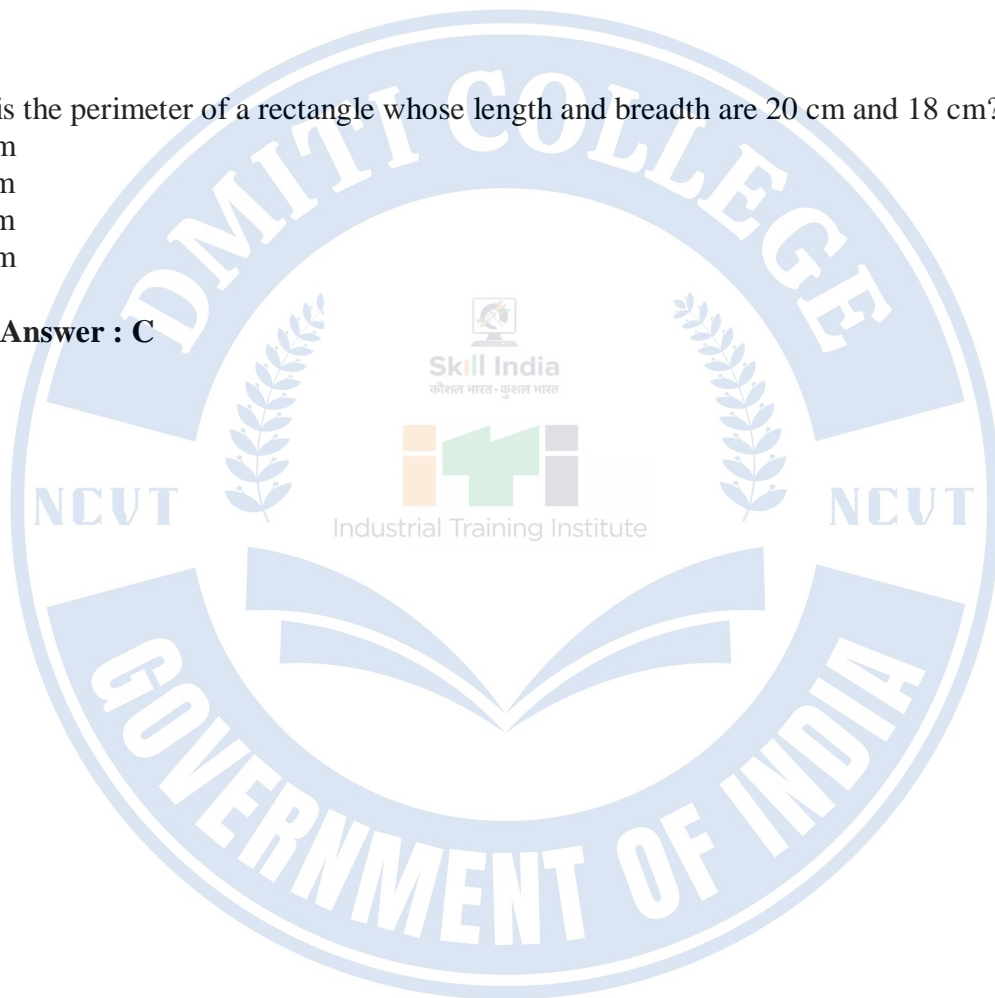 is the perimeter of a rectangle whose length and breadth are 20 cm and 18 cm?
m
m
m
m
Answer : C
DMITI COLLEGE
Skill India
कौशल भारत - कुशल भारत
NCVT
NCVT
Industrial Training Institute
GOVERNMENT OF INDIA